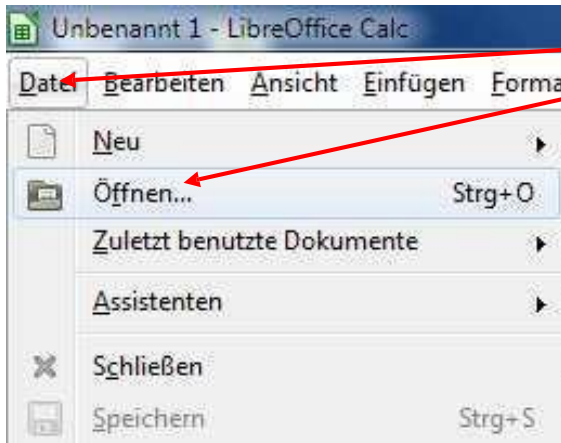 Unbenannt 1 - LibreOffice Calc
Datei Bearbeiten Ansicht Einfügen Forma
Neu
Öffnen... Strg+O
Zuletzt benutzte Dokumente
Assistenten
Schließen
Speichern Strg+S